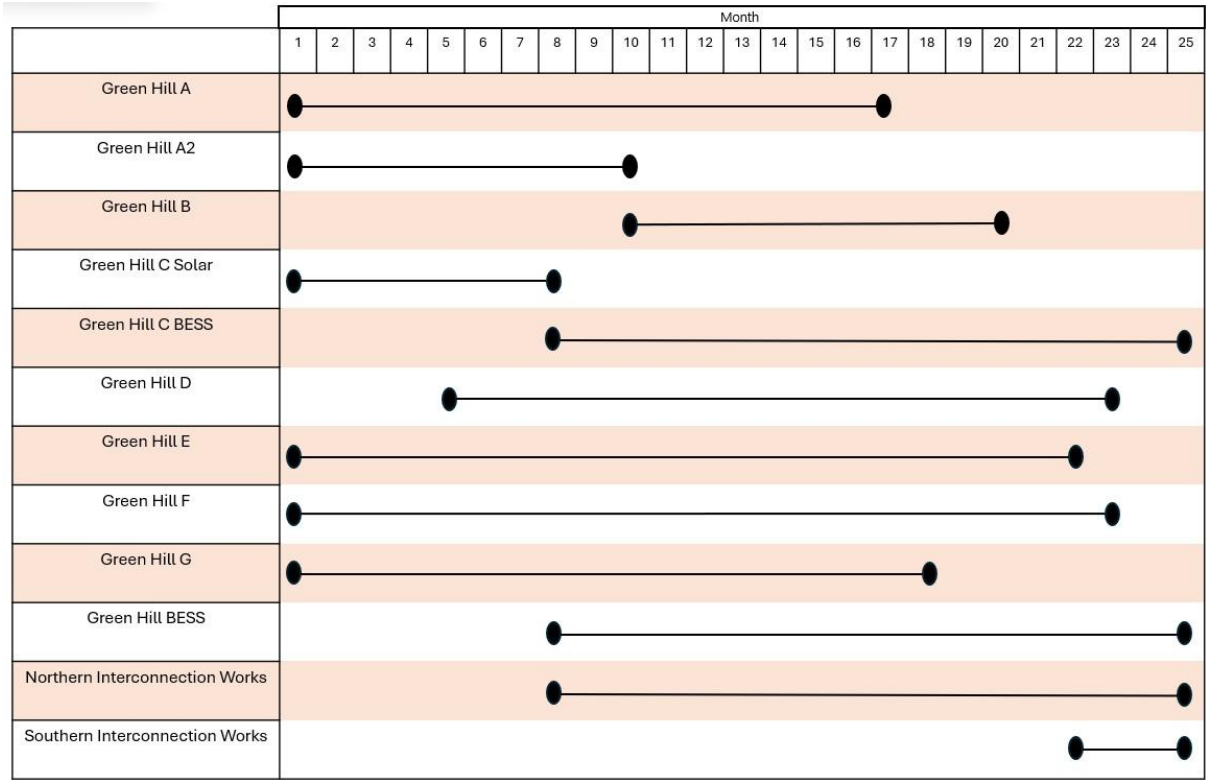 Month
1 2 3 4 5 6 7 8 9 10 11 12 13 14 15 16 17 18 19 20 21 22 23 24 25
Green Hill A
Green Hill A2
Green Hill B
Green Hill C Solar
Green Hill C BESS
Green Hill D
Green Hill E
Green Hill F
Green Hill G
Green Hill BESS
Northern Interconnection Works
Southern Interconnection Works